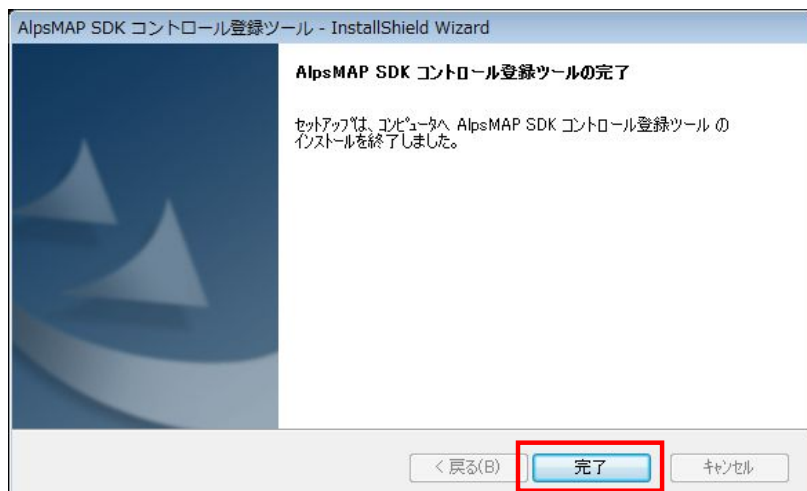 AlpsMAP SDK コントロール登録ツール - InstallShield Wizard
AlpsMAP SDK コントロール登録ツールの完了
セットアップは、コンピュータへ AlpsMAP SDK コントロール登録ツール の
インストールを終了しました。
< 戻る(B)
完了
キャンセル